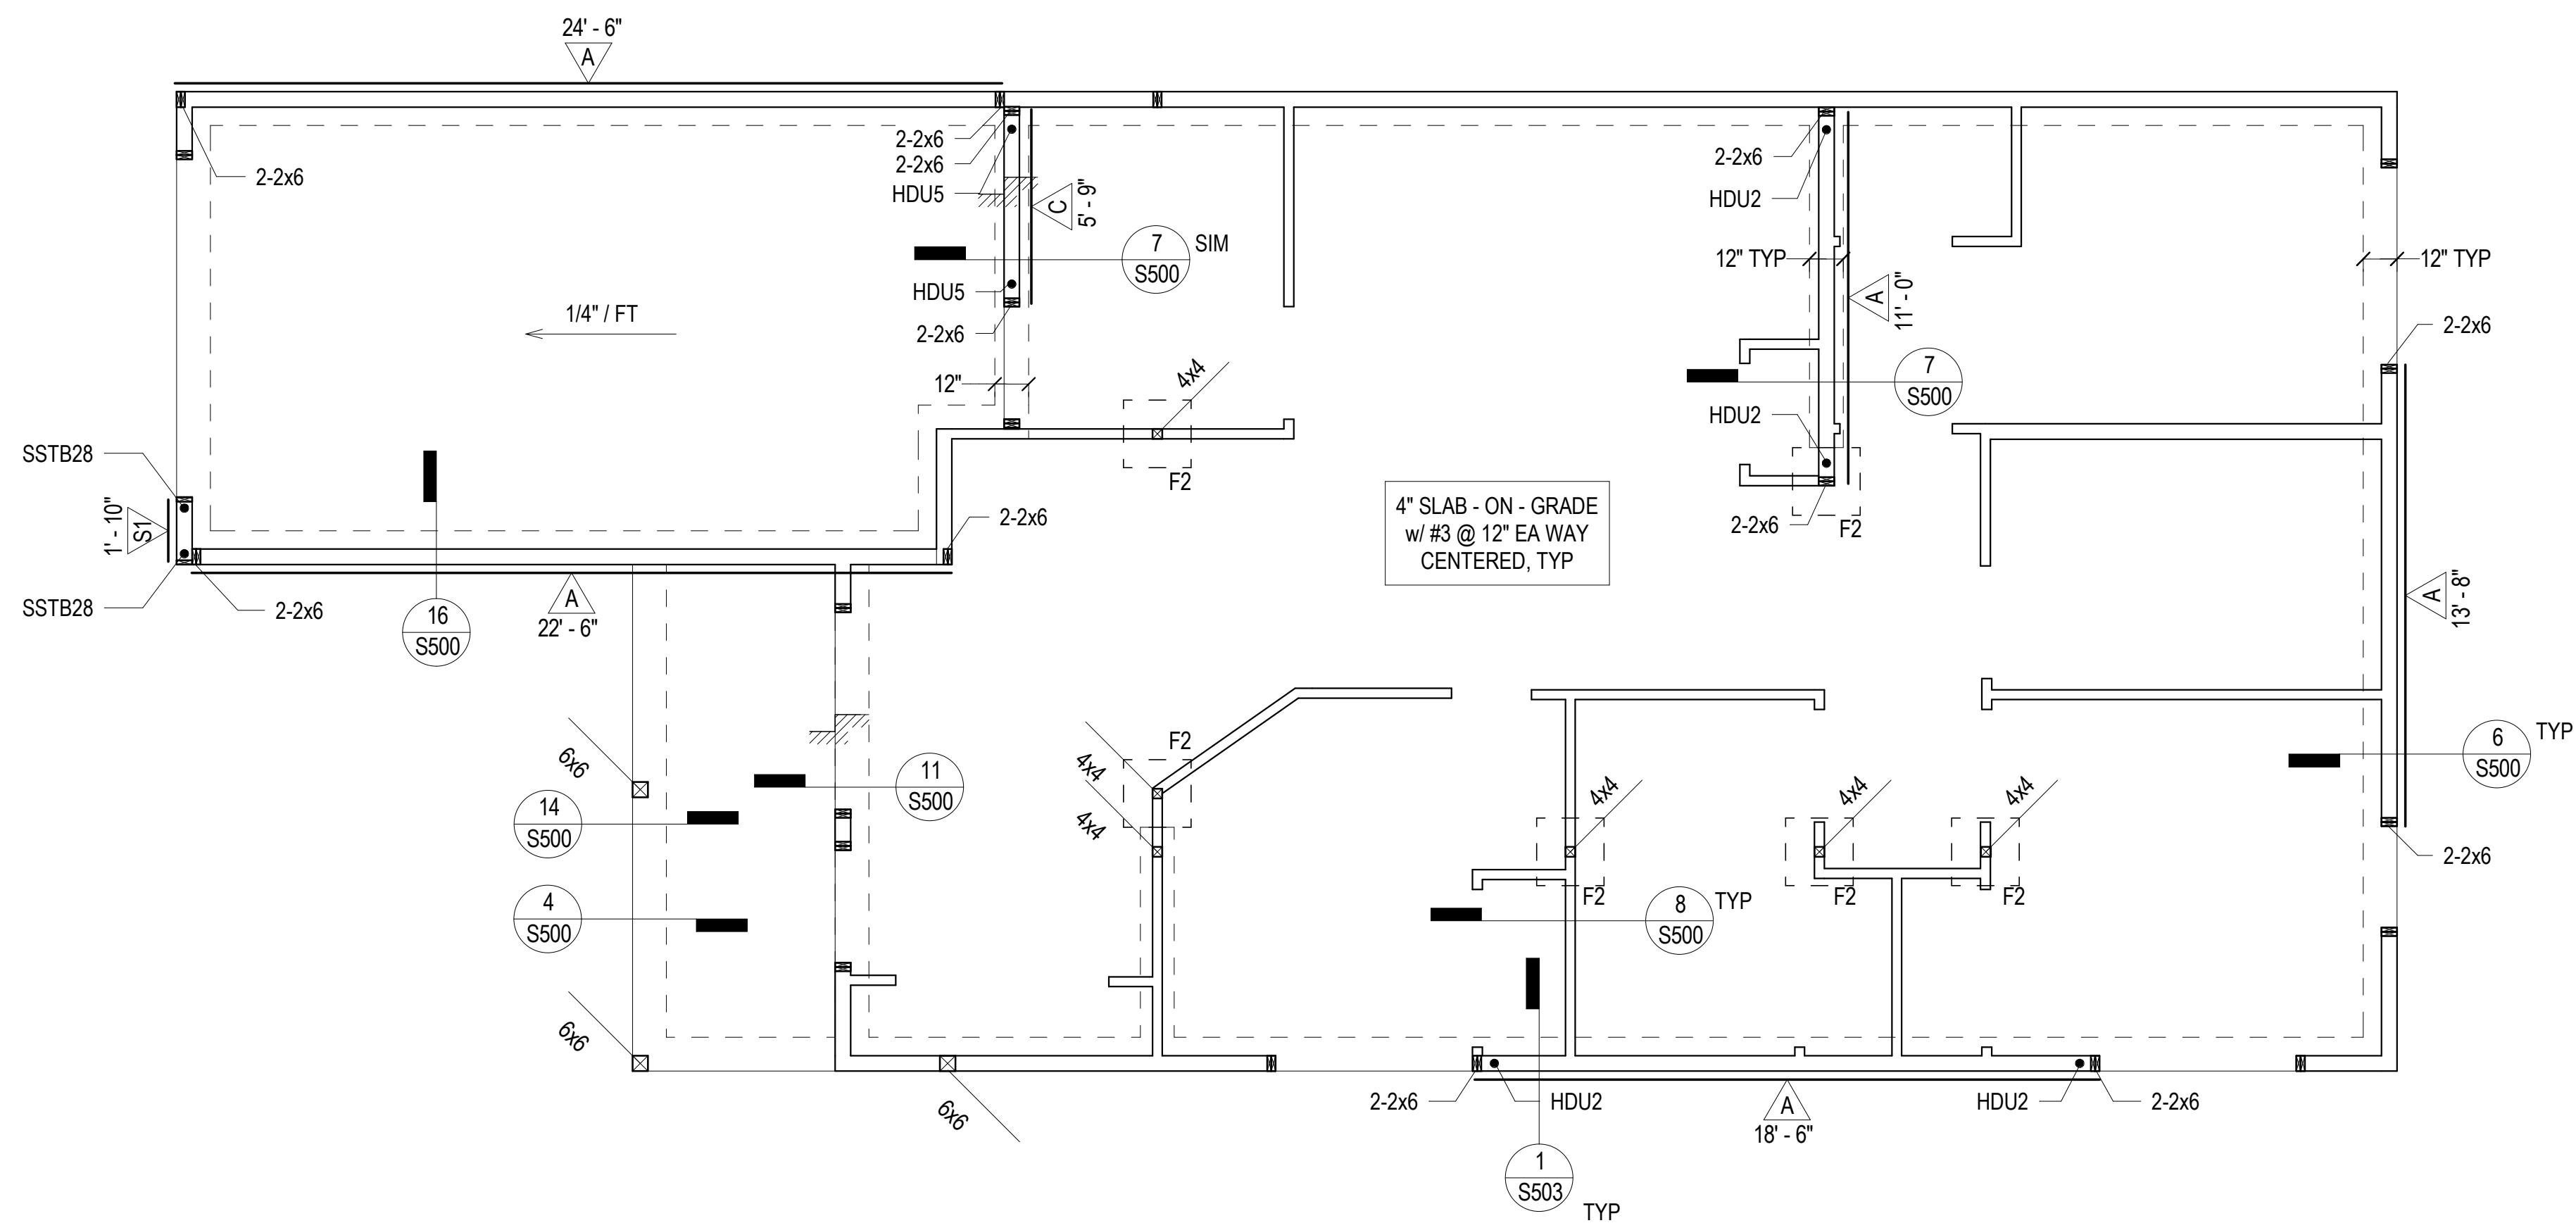 24' - 6"
A
2-2x6
2-2x6
2-2x6
HDU5
C
5' - 9"
7
SIM
S500
HDU5
2-2x6
1/4" / FT
12"
4x4
F2
2-2x6
HDU2
12" TYP
A
11' - 0"
12" TYP
2-2x6
7
S500
HDU2
2-2x6
F2
SSTB28
1' - 10"
S1
SSTB28
2-2x6
16
S500
A
22' - 6"
2-2x6
4" SLAB - ON - GRADE
w/ #3 @ 12" EA WAY
CENTERED, TYP
A
13' - 8"
6
TYP
S500
2-2x6
6x6
14
S500
4
S500
11
S500
6x6
F2
4x4
4x4
4x4
F2
4x4
F2
4x4
F2
8
TYP
S500
6x6
2-2x6
HDU2
A
18' - 6"
HDU2
2-2x6
1
S503
TYP